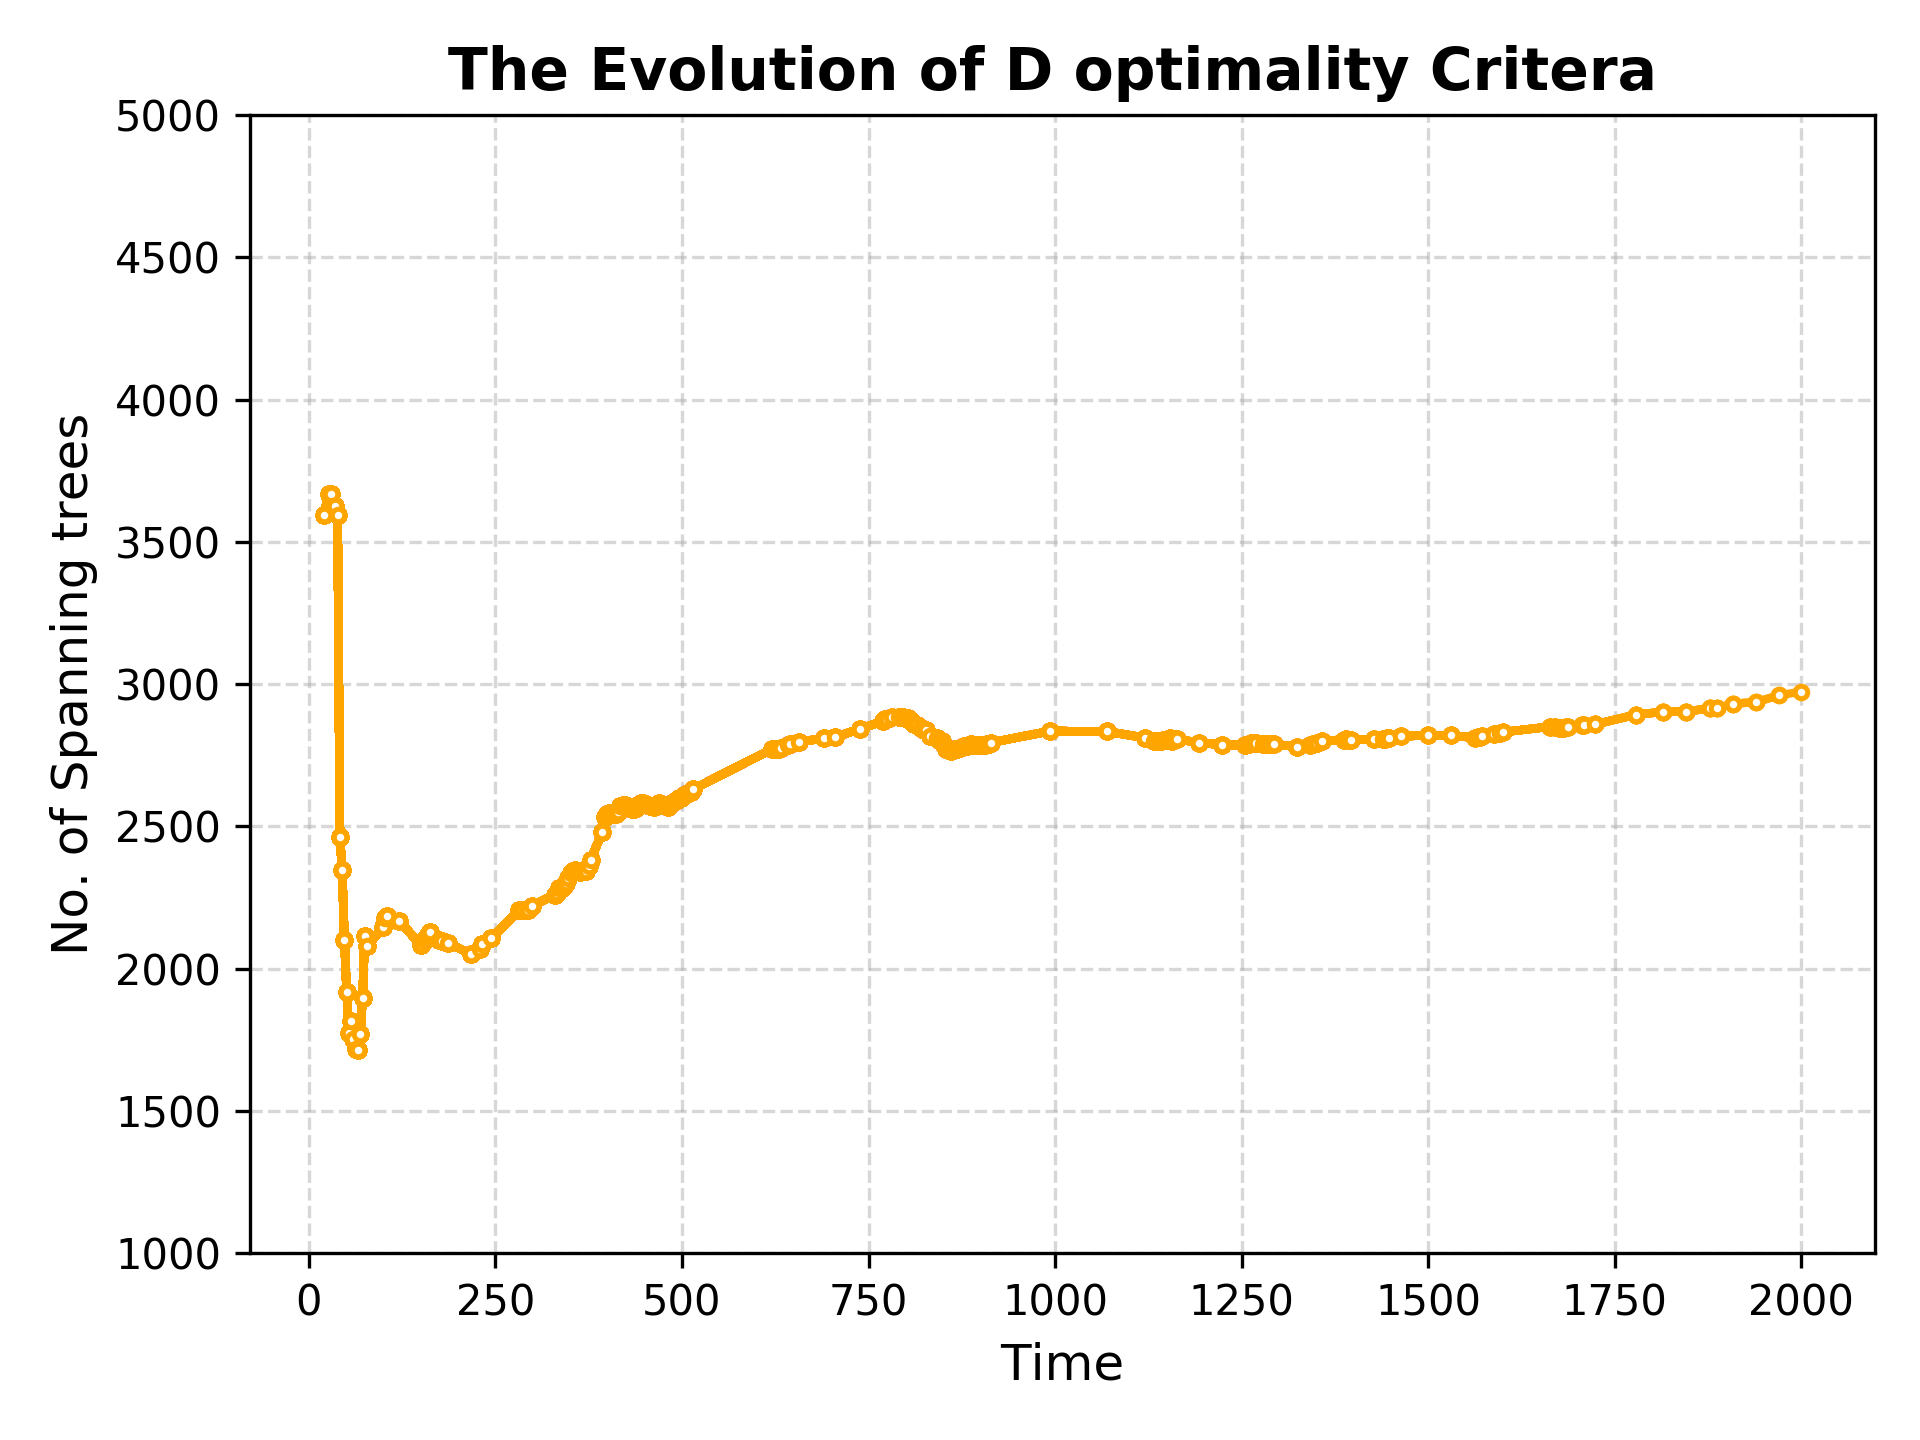 The Evolution of D optimality Critera
5000
4500
4000
3500
3000
2500
2000
1500
1000
No. of Spanning trees
0 250 500 750 1000 1250 1500 1750 2000
Time